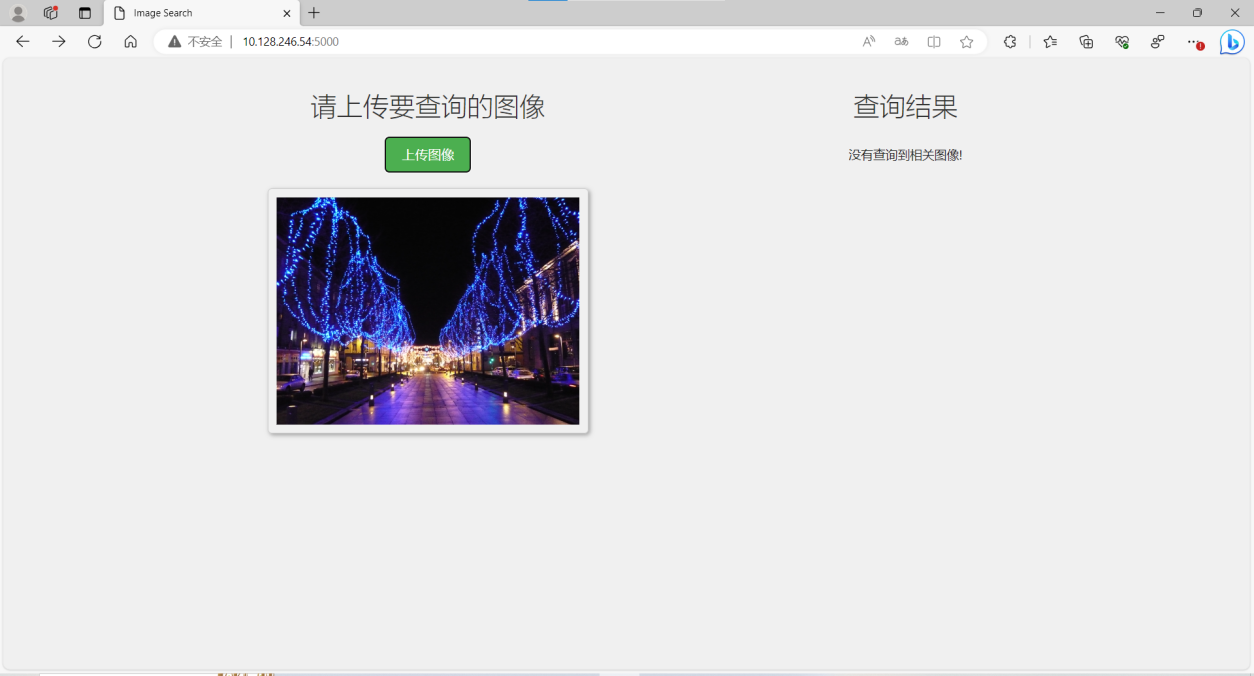 Image Search
不安全
10.128.246.54:5000
请上传要查询的图像
上传图像
查询结果
没有查询到相关图像!